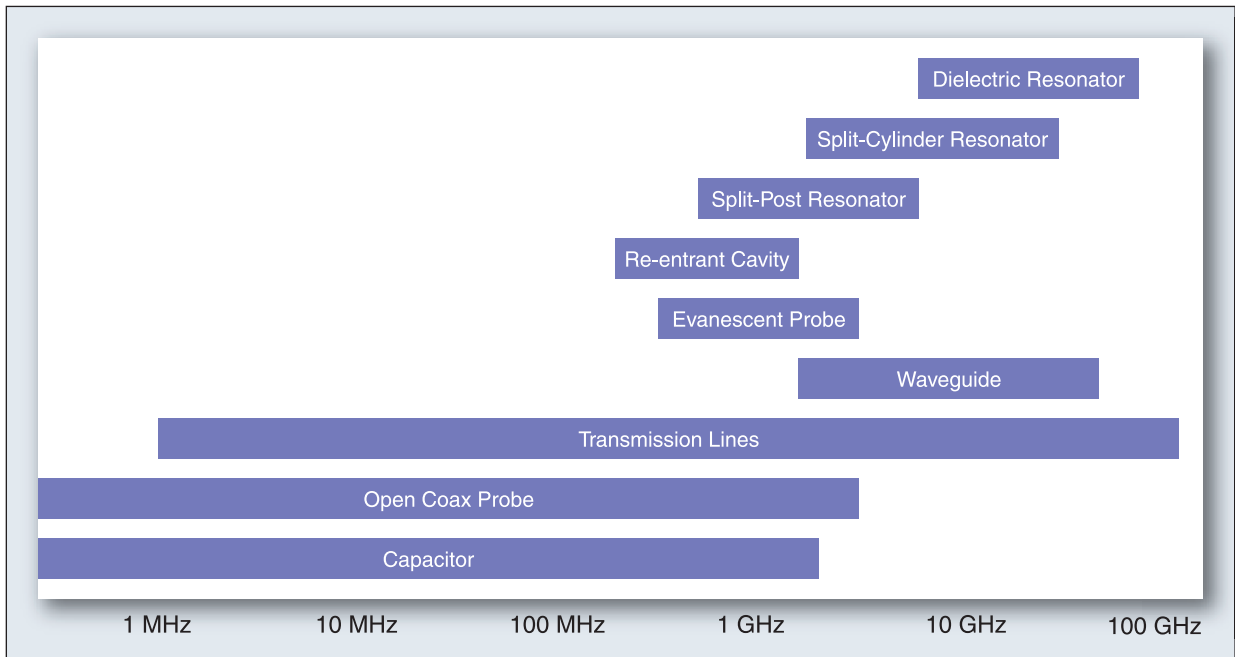 Dielectric Resonator
Split-Cylinder Resonator
Split-Post Resonator
Re-entrant Cavity
Evanescent Probe
Waveguide
Transmission Lines
Open Coax Probe
Capacitor
1 MHz 10 MHz 100 MHz 1 GHz 10 GHz 100 GHz